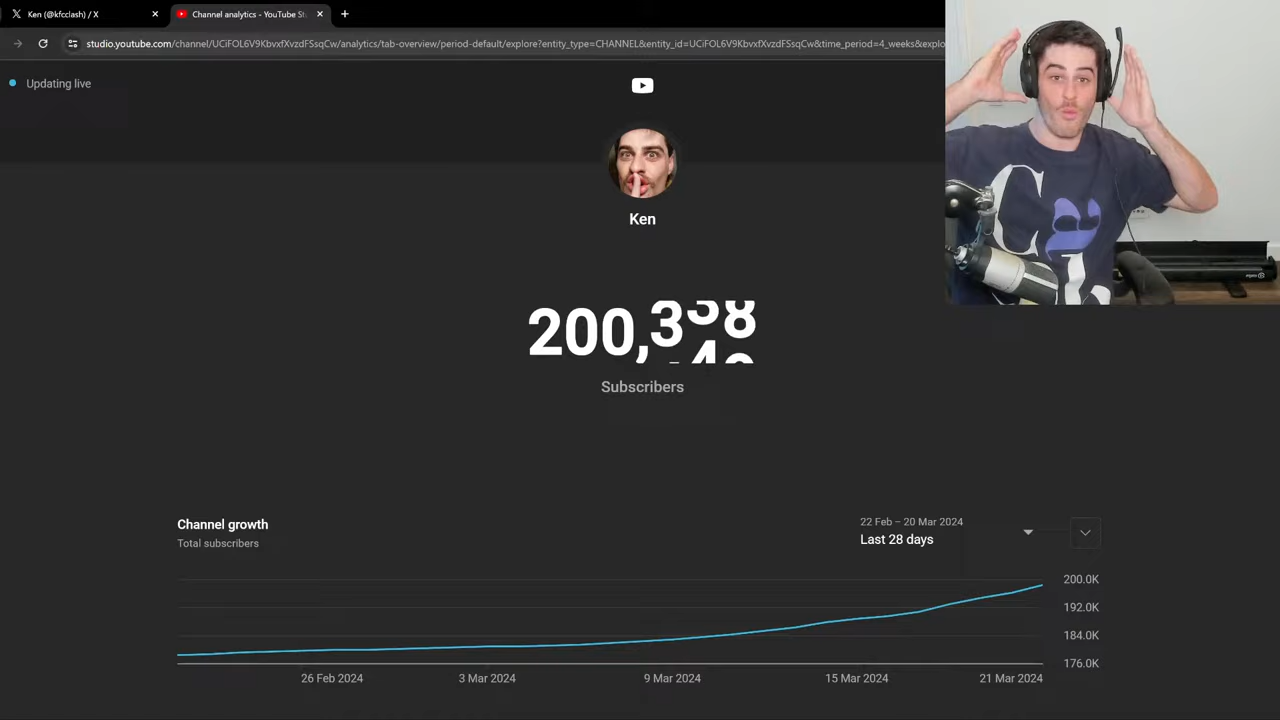 Ken (@kfcclash) / X
Channel analytics - YouTube St
studio.youtube.com/channel/UCiFOL6V9KbvxfXvzdFSsqCw/analytics/tab-overview/period-default/explore?entity_type=CHANNEL&entity_id=UCiFOL6V9KbvxfXvzdFSsqCw&time_period=4_weeks&explo
Updating live
Ken
200,338
Subscribers
Channel growth
Total subscribers
22 Feb – 20 Mar 2024
Last 28 days
200.0K
192.0K
184.0K
176.0K
26 Feb 2024
3 Mar 2024
9 Mar 2024
15 Mar 2024
21 Mar 2024